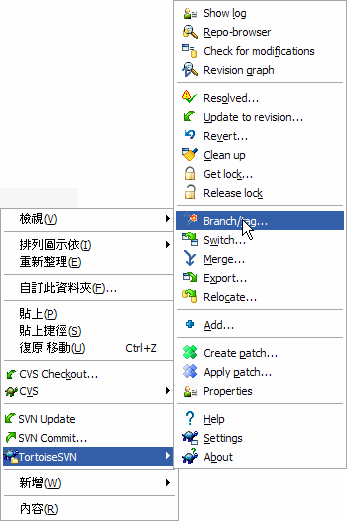 檢視(V)
排列圖示依(I)
重新整理(E)
自訂此資料夾(F)...
貼上(P)
貼上捷徑(S)
復原 移動(U) Ctrl+Z
CVS Checkout...
CVS
SVN Update
SVN Commit...
TortoiseSVN
新增(W)
內容(R)
Show log
Repo-browser
Check for modifications
Revision graph
Resolved...
Update to revision...
Revert...
Clean up
Get lock...
Release lock
Branch/tag...
Switch...
Merge...
Export...
Relocate...
Add...
Create patch...
Apply patch...
Properties
Help
Settings
About